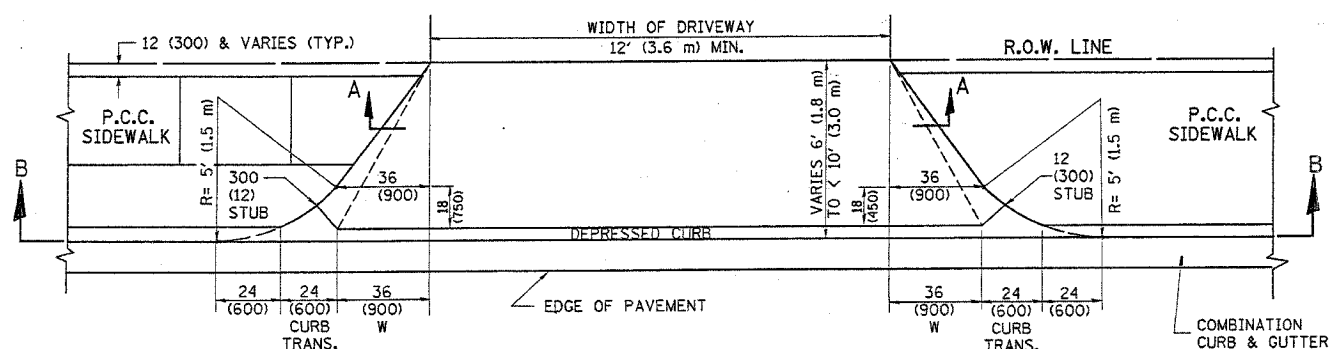 WIDTH OF DRIVEWAY
12' (3.6 m) MIN.
12 (300) & VARIES (TYP.)
R.O.W. LINE
A
A
P.C.C.
SIDEWALK
P.C.C.
SIDEWALK
B
B
R= 5' (1.5 m)
300
(12)
STUB
36
(900)
18
(750)
VARIES 6' (1.8 m)
TO < 10' (3.0 m)
36
(900)
18
(450)
12
(300)
STUB
R= 5' (1.5 m)
DEPRESSED CURB
24
(600)
24
(600)
CURB
TRANS.
36
(900)
W
EDGE OF PAVEMENT
36
(900)
W
24
(600)
CURB
TRANS.
24
(600)
COMBINATION
CURB & GUTTER